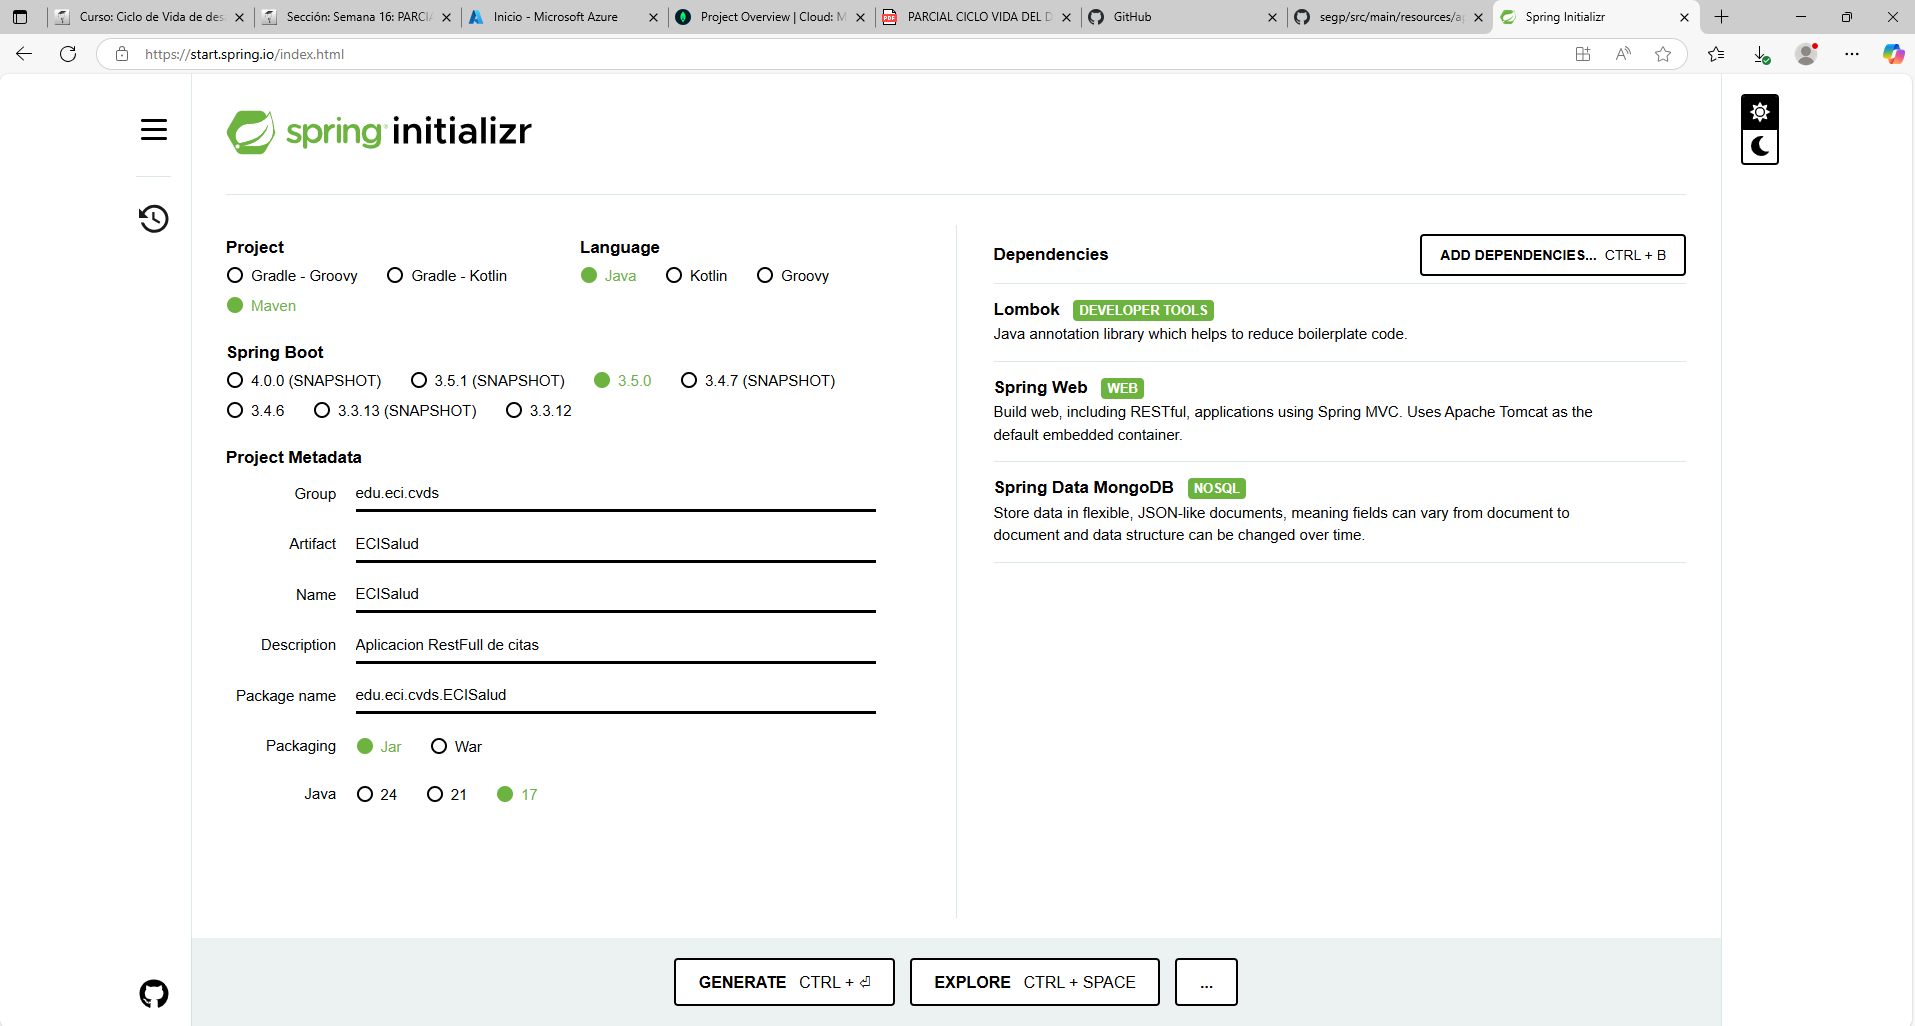 Curso: Ciclo de Vida de des
Sección: Semana 16: PARCIA
Inicio - Microsoft Azure
Project Overview | Cloud: M
PARCIAL CICLO VIDA DEL D
GitHub
segp/src/main/resources/ap
Spring Initializr
https://start.spring.io/index.html
spring initializr
Project
Gradle - Groovy
Gradle - Kotlin
Maven
Language
Java
Kotlin
Groovy
Spring Boot
4.0.0 (SNAPSHOT)
3.5.1 (SNAPSHOT)
3.5.0
3.4.7 (SNAPSHOT)
3.4.6
3.3.13 (SNAPSHOT)
3.3.12
Project Metadata
Group
edu.eci.cvds
Artifact
ECISalud
Name
ECISalud
Description
Aplicacion RestFull de citas
Package name
edu.eci.cvds.ECISalud
Packaging
Jar
War
Java
24
21
17
Dependencies
ADD DEPENDENCIES... CTRL + B
Lombok DEVELOPER TOOLS
Java annotation library which helps to reduce boilerplate code.
Spring Web WEB
Build web, including RESTful, applications using Spring MVC. Uses Apache Tomcat as the
default embedded container.
Spring Data MongoDB NOSQL
Store data in flexible, JSON-like documents, meaning fields can vary from document to
document and data structure can be changed over time.
GENERATE CTRL + ⏎
EXPLORE CTRL + SPACE
...